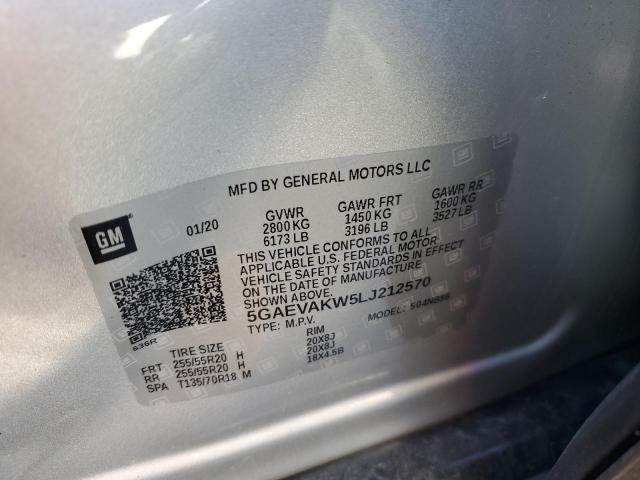 MFD BY GENERAL MOTORS LLC
GM
01/20
GVWR GAWR FRT GAWR RR
2800 KG 1450 KG 1600 KG
6173 LB 3196 LB 3527 LB
THIS VEHICLE CONFORMS TO ALL
APPLICABLE U.S. FEDERAL MOTOR
VEHICLE SAFETY STANDARDS IN EFFECT
ON THE DATE OF MANUFACTURE
SHOWN ABOVE.
5GAEVAKW5LJ212570
TYPE: M.P.V. MODEL:
636R
TIRE SIZE RIM
FRT 255/55R20 H 20X8J
RR 255/55R20 H 20X8J
SPA T135/70R18 M 18X4.5B